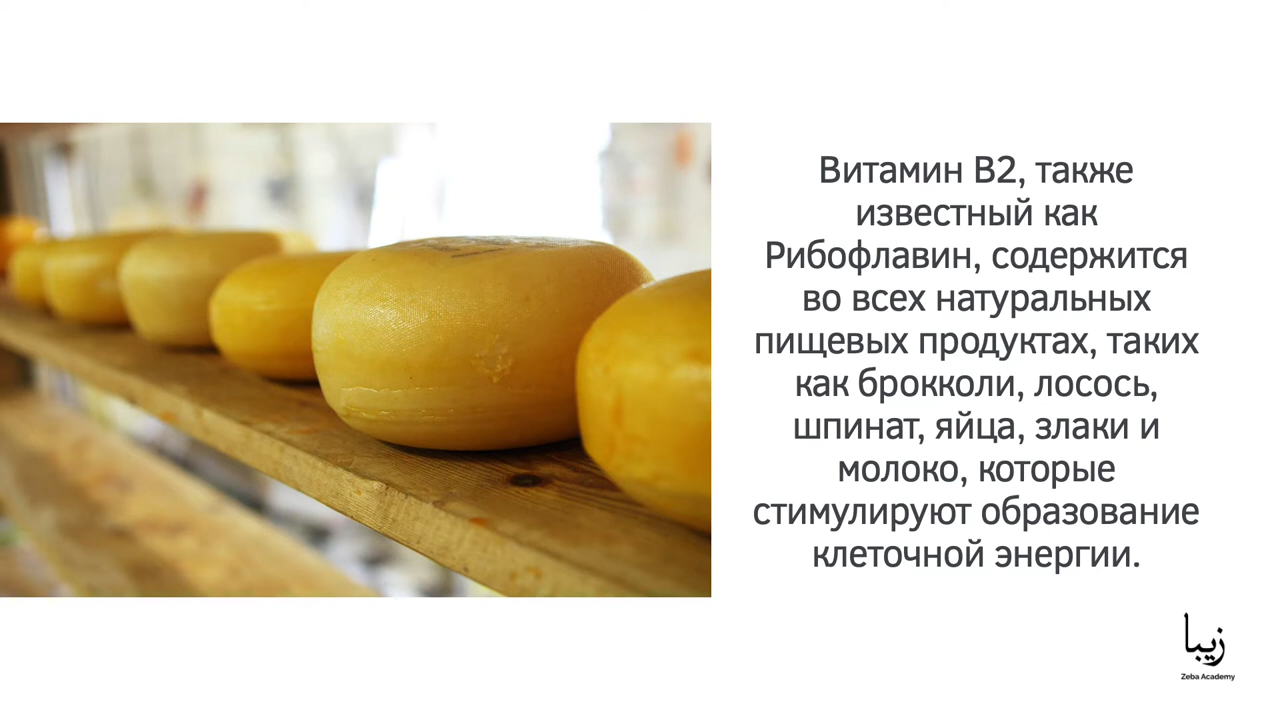 Витамин B2, также
известный как
Рибофлавин, содержится
во всех натуральных
пищевых продуктах, таких
как брокколи, лосось,
шпинат, яйца, злаки и
молоко, которые
стимулируют образование
клеточной энергии.
زیبا
Zeba Academy